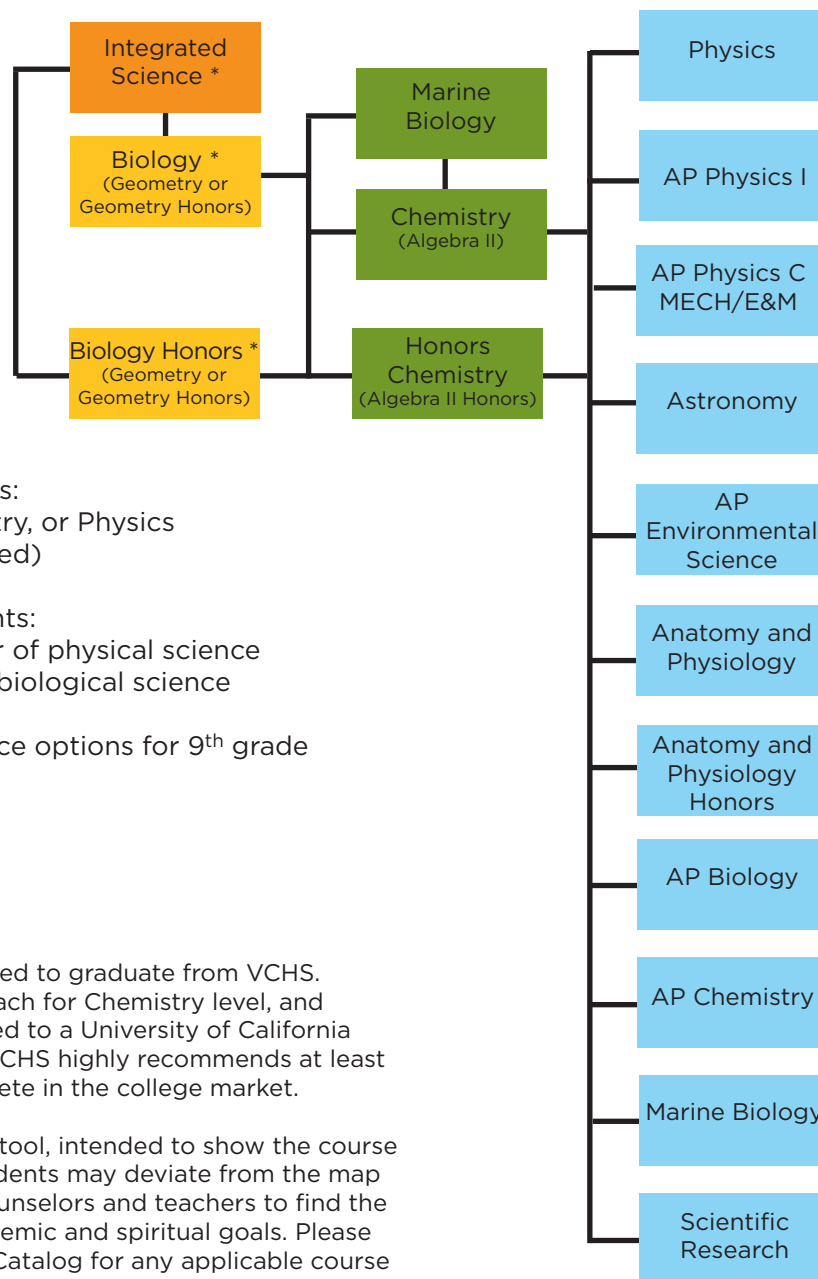 Integrated
Science *
Biology *
(Geometry or
Geometry Honors)
Biology Honors *
(Geometry or
Geometry Honors)
Marine
Biology
Chemistry
(Algebra II)
Honors
Chemistry
(Algebra II Honors)
Physics
AP Physics I
AP Physics C
MECH/E&M
Astronomy
AP
Environmental
Science
Anatomy and
Physiology
Anatomy and
Physiology
Honors
AP Biology
AP Chemistry
Marine Biology
Scientific
Research
s:
try, or Physics
ed)
nts:
r of physical science
biological science
ce options for 9th grade
ed to graduate from VCHS.
ach for Chemistry level, and
ed to a University of California
VCHS highly recommends at least
ete in the college market.
tool, intended to show the course
dents may deviate from the map
unselors and teachers to find the
emic and spiritual goals. Please
Catalog for any applicable course